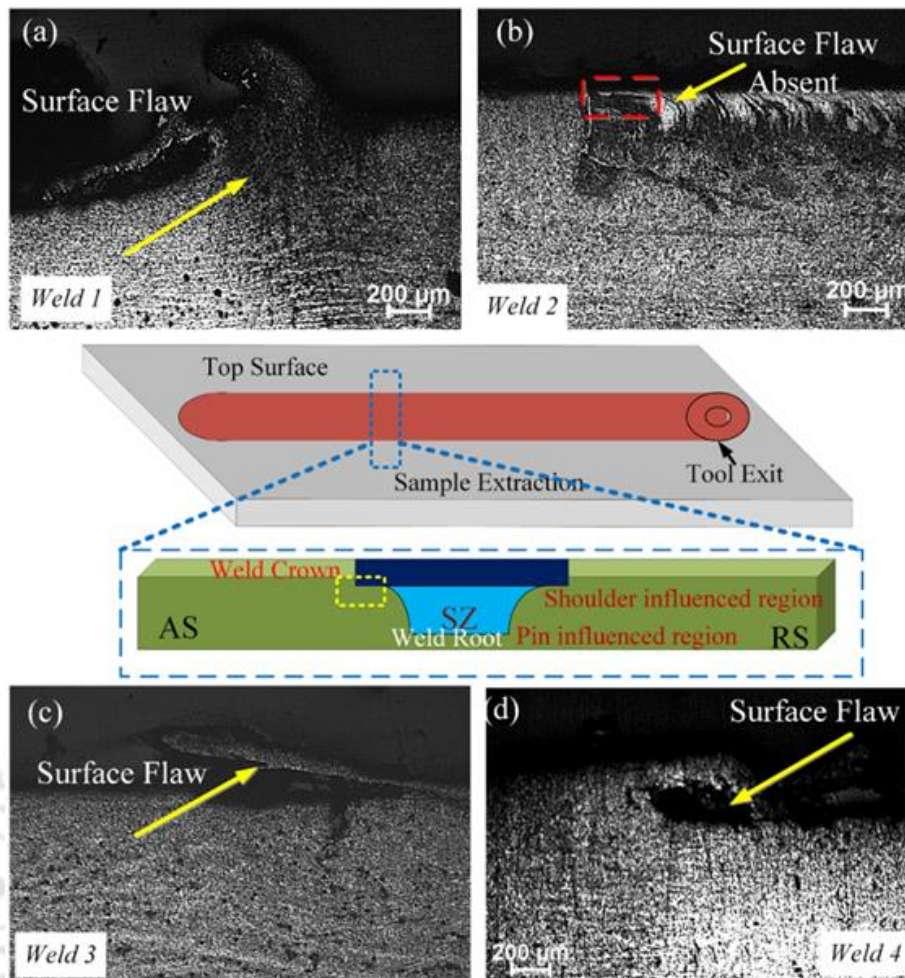 (a)
Surface Flaw
Weld 1
200 µm
(b)
Surface Flaw
Absent
Weld 2
200 µm
Top Surface
Tool Exit
Sample Extraction
Weld Crown
Shoulder influenced region
AS
SZ
Weld Root
Pin influenced region
RS
(c)
Surface Flaw
Weld 3
(d)
Surface Flaw
200 µm
Weld 4